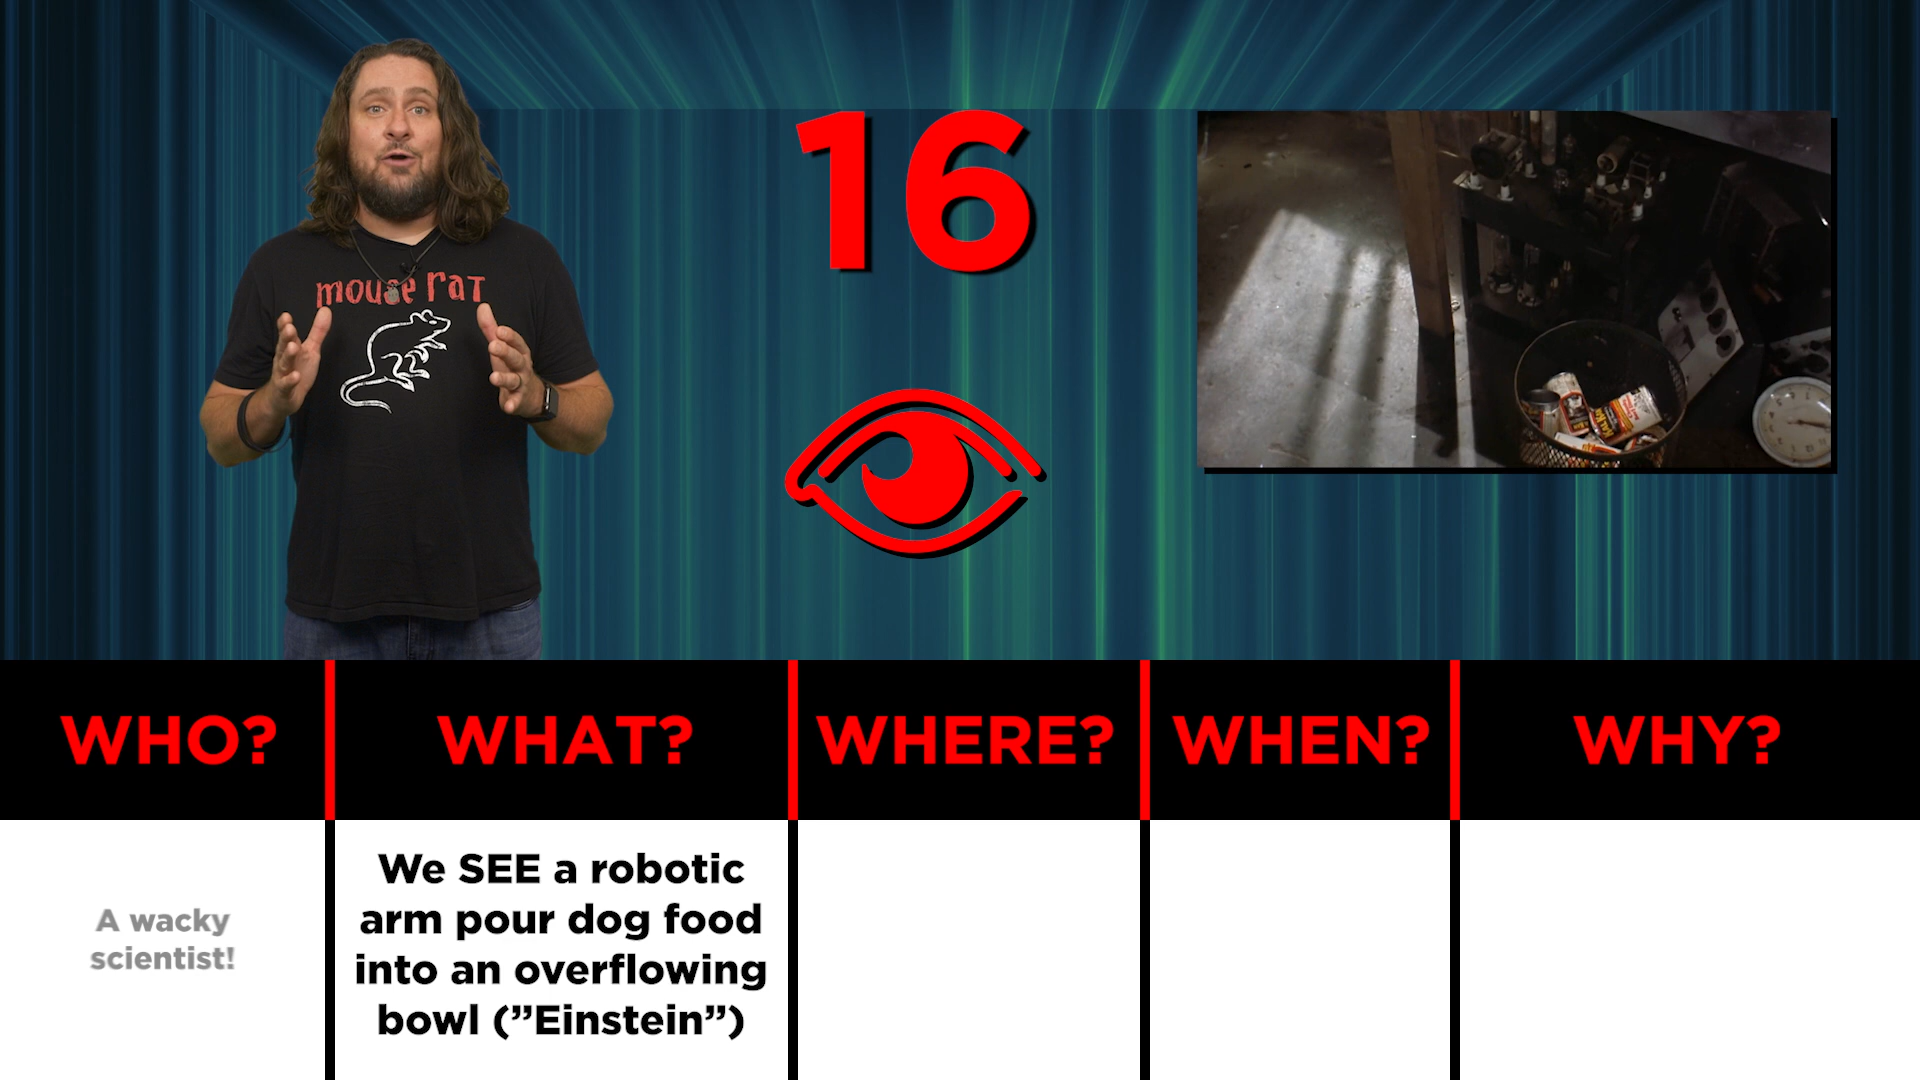 mouse rat
16
WHO?
WHAT?
WHERE?
WHEN?
WHY?
A wacky
scientist!
We SEE a robotic
arm pour dog food
into an overflowing
bowl (”Einstein”)